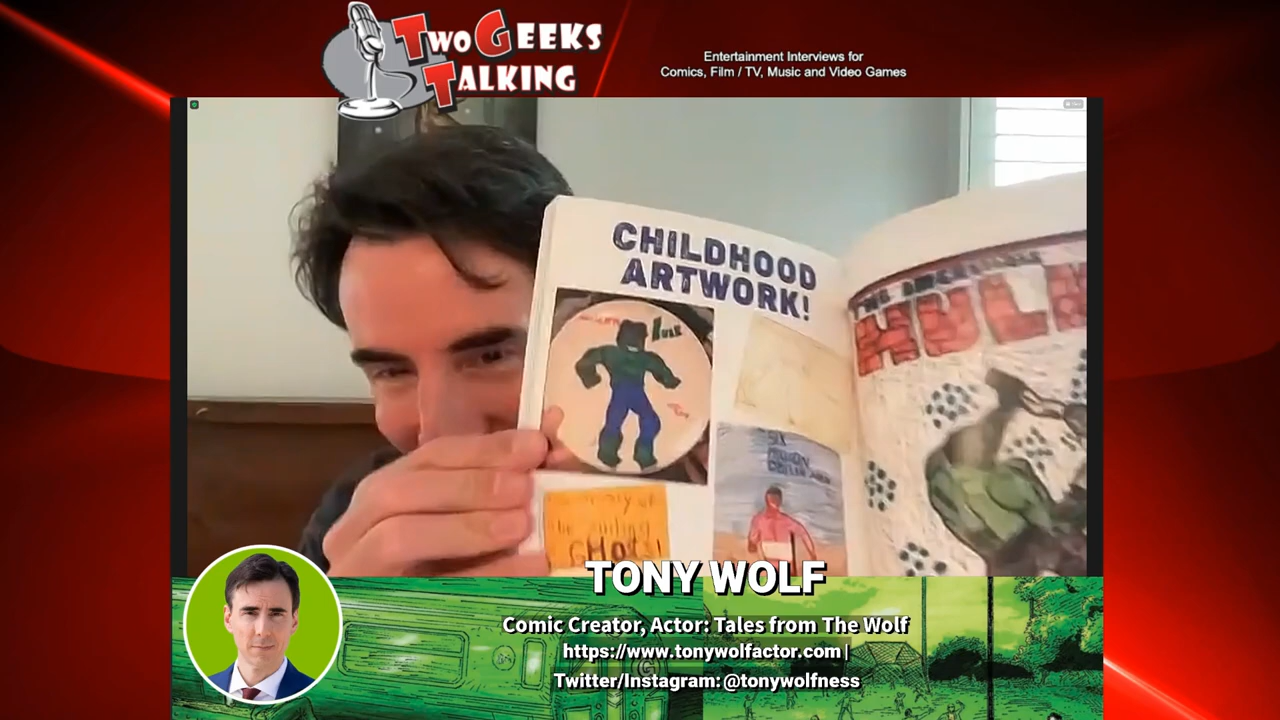 TWO GEEKS
TALKING
Entertainment Interviews for
Comics, Film / TV, Music and Video Games
CHILDHOOD
ARTWORK!
HULK
SIX
MILLION
DOLLAR MAN
THE INCREDIBLE
HULK
GHOST!
TONY WOLF
Comic Creator, Actor: Tales from The Wolf
https://www.tonywolfactor.com |
Twitter/Instagram: @tonywolfness